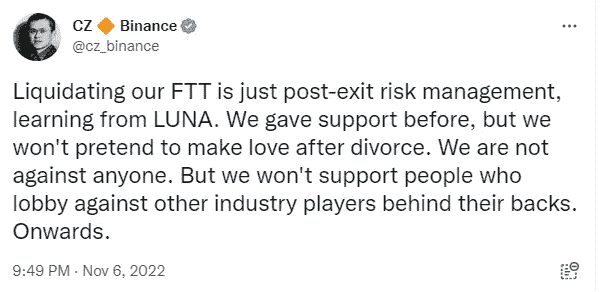 CZ 🔶 Binance
@cz_binance
Liquidating our FTT is just post-exit risk management,
learning from LUNA. We gave support before, but we
won't pretend to make love after divorce. We are not
against anyone. But we won't support people who
lobby against other industry players behind their backs.
Onwards.
9:49 PM · Nov 6, 2022